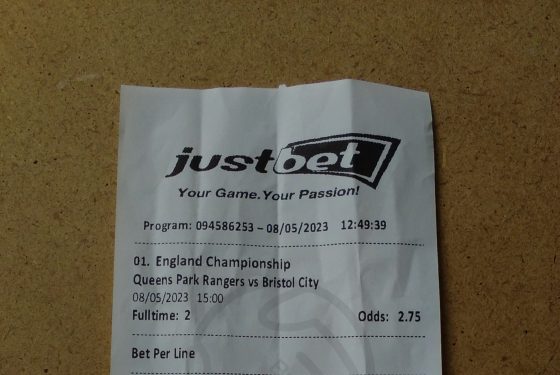 justbet
Your Game.Your Passion!
Program: 094586253 – 08/05/2023 12:49:39
01. England Championship
Queens Park Rangers vs Bristol City
08/05/2023 15:00
Fulltime: 2 Odds: 2.75
Bet Per Line